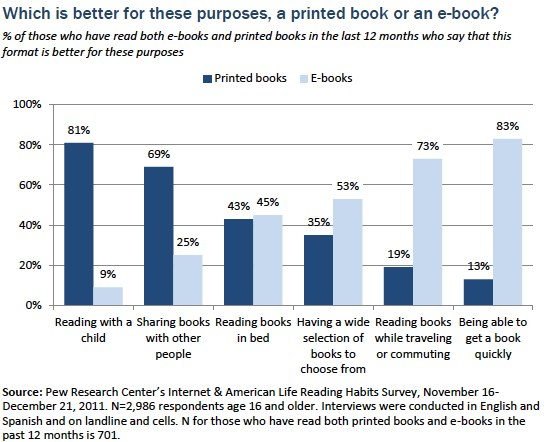 Which is better for these purposes, a printed book or an e-book?
% of those who have read both e-books and printed books in the last 12 months who say that this
format is better for these purposes
Printed books E-books
100%
80%
60%
40%
20%
0%
81%
9%
69%
25%
43%
45%
35%
53%
19%
73%
13%
83%
Reading with a
child
Sharing books
with other
people
Reading books
in bed
Having a wide
selection of
books to
choose from
Reading books
while traveling
or commuting
Being able to
get a book
quickly
Source: Pew Research Center's Internet & American Life Reading Habits Survey, November 16-
December 21, 2011. N=2,986 respondents age 16 and older. Interviews were conducted in English and
Spanish and on landline and cells. N for those who have read both printed books and e-books in the
past 12 months is 701.